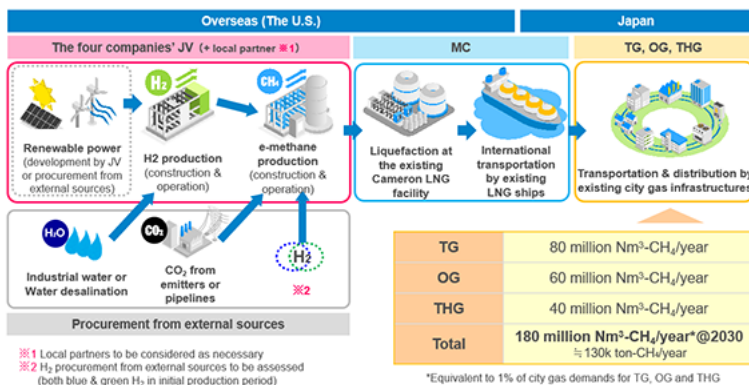 Overseas (The U.S.)
Japan
The four companies' JV (+ local partner ※1)
MC
TG, OG, THG
H₂
CH₄
Renewable power
(development by JV
or procurement from
external sources)
H2 production
(construction &
operation)
e-methane
production
(construction &
operation)
Liquefaction at
the existing
Cameron LNG
facility
International
transportation
by existing
LNG ships
Transportation & distribution by
existing city gas infrastructures
H₂O
CO₂
H₂
※2
Industrial water or
Water desalination
CO₂ from
emitters or
pipelines
Procurement from external sources
※1 Local partners to be considered as necessary
※2 H₂ procurement from external sources to be assessed
(both blue & green H₂ in initial production period)
TG 80 million Nm³-CH₄/year
OG 60 million Nm³-CH₄/year
THG 40 million Nm³-CH₄/year
Total 180 million Nm³-CH₄/year*@2030
≒ 130k ton-CH₄/year
*Equivalent to 1% of city gas demands for TG, OG and THG